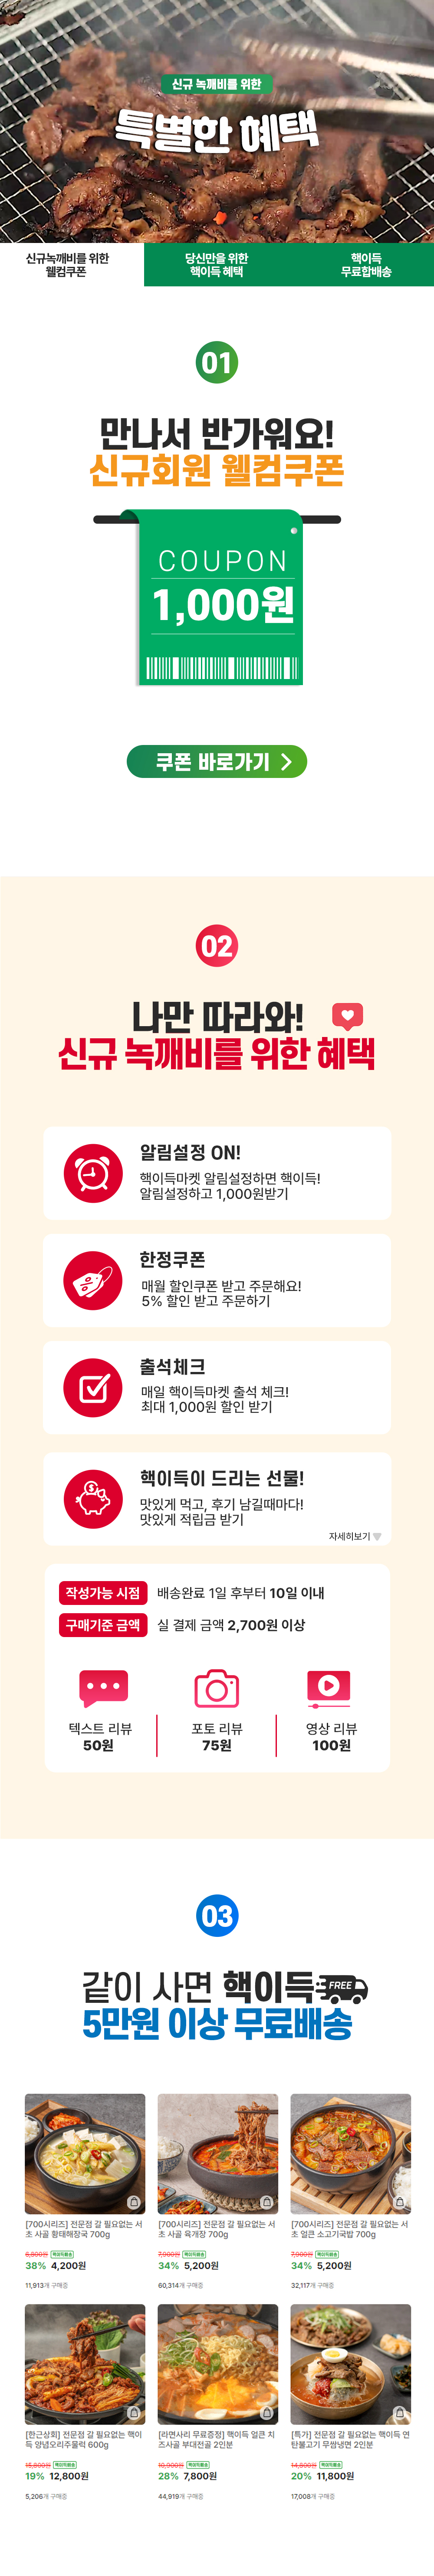 신규 녹깨비를 위한
특별한 혜택
신규녹깨비를 위한
웰컴쿠폰
당신만을 위한
핵이득 혜택
핵이득
무료합배송
01
만나서 반가워요!
신규회원 웰컴쿠폰
COUPON
1,000원
쿠폰 바로가기
02
나만 따라와!
신규 녹깨비를 위한 혜택
알림설정 ON!
핵이득마켓 알림설정하면 핵이득!
알림설정하고 1,000원받기
한정쿠폰
매월 할인쿠폰 받고 주문해요!
5% 할인 받고 주문하기
출석체크
매일 핵이득마켓 출석 체크!
최대 1,000원 할인 받기
핵이득이 드리는 선물!
맛있게 먹고, 후기 남길때마다!
맛있게 적립금 받기
자세히보기
작성가능 시점 배송완료 1일 후부터 10일 이내
구매기준 금액 실 결제 금액 2,700원 이상
텍스트 리뷰
50원
포토 리뷰
75원
영상 리뷰
100원
03
같이 사면 핵이득
FREE
5만원 이상 무료배송
[700시리즈] 전문점 갈 필요없는 서
초 사골 황태해장국 700g
6,800원 핵이득배송
38% 4,200원
11,913개 구매중
[700시리즈] 전문점 갈 필요없는 서
초 사골 육개장 700g
7,900원 핵이득배송
34% 5,200원
60,314개 구매중
[700시리즈] 전문점 갈 필요없는 서
초 얼큰 소고기국밥 700g
7,900원 핵이득배송
34% 5,200원
32,117개 구매중
[한근상회] 전문점 갈 필요없는 핵이
득 양념오리주물럭 600g
15,800원 핵이득배송
19% 12,800원
5,206개 구매중
[라면사리 무료증정] 핵이득 얼큰 치
즈사골 부대전골 2인분
10,900원 핵이득배송
28% 7,800원
44,919개 구매중
[특가] 전문점 갈 필요없는 핵이득 연
탄불고기 무쌈냉면 2인분
14,800원 핵이득배송
20% 11,800원
17,008개 구매중